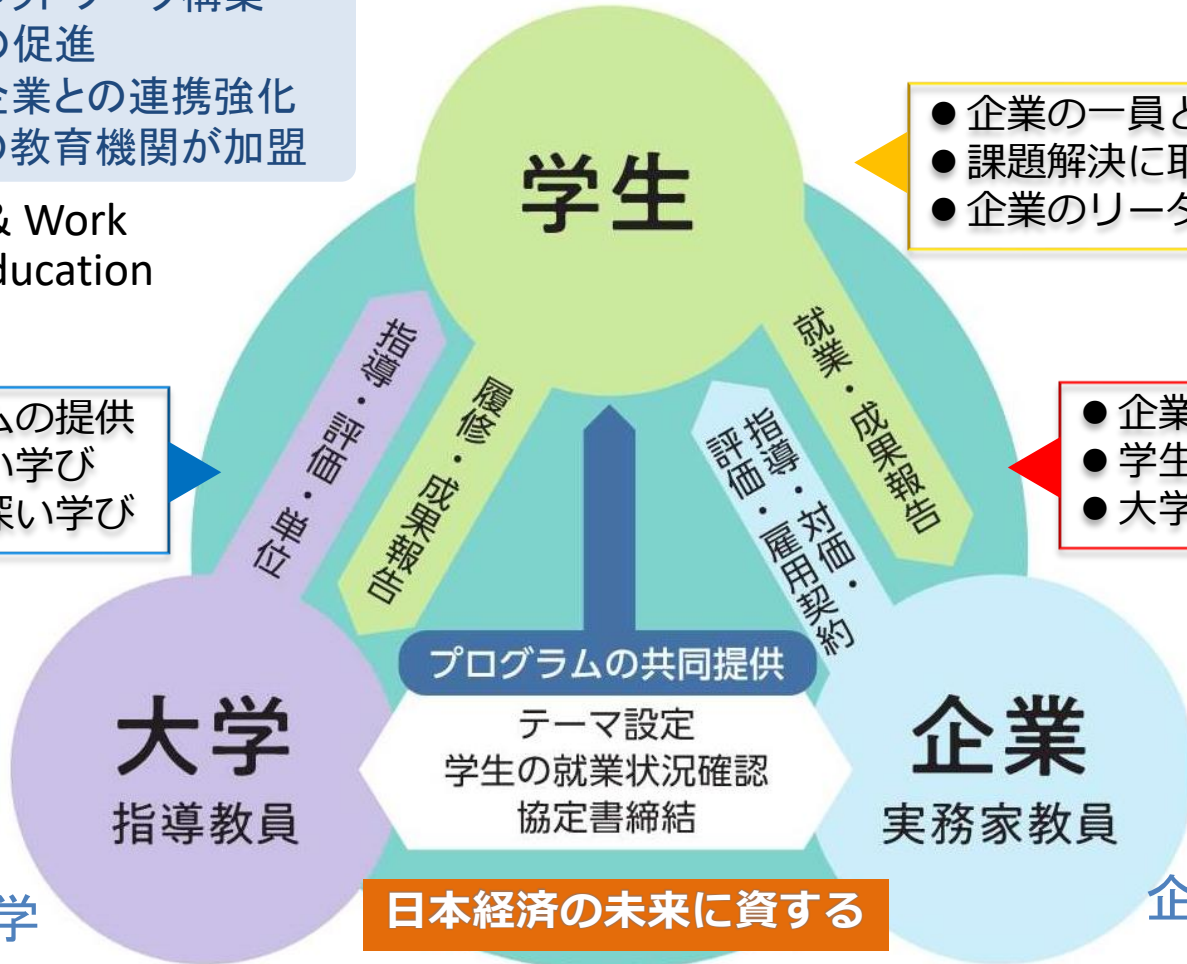 の促進
企業との連携強化
の教育機関が加盟
& Work
ducation
学生
● 企業の一員と
● 課題解決に取
● 企業のリーダ
ムの提供
い学び
深い学び
指導・評価・単位
履修・成果報告
指導・対価・
評価・雇用契約
就業・成果報告
● 企業
● 学生
● 大学
プログラムの共同提供
テーマ設定
学生の就業状況確認
協定書締結
大学
指導教員
企業
実務家教員
学
日本経済の未来に資する
企